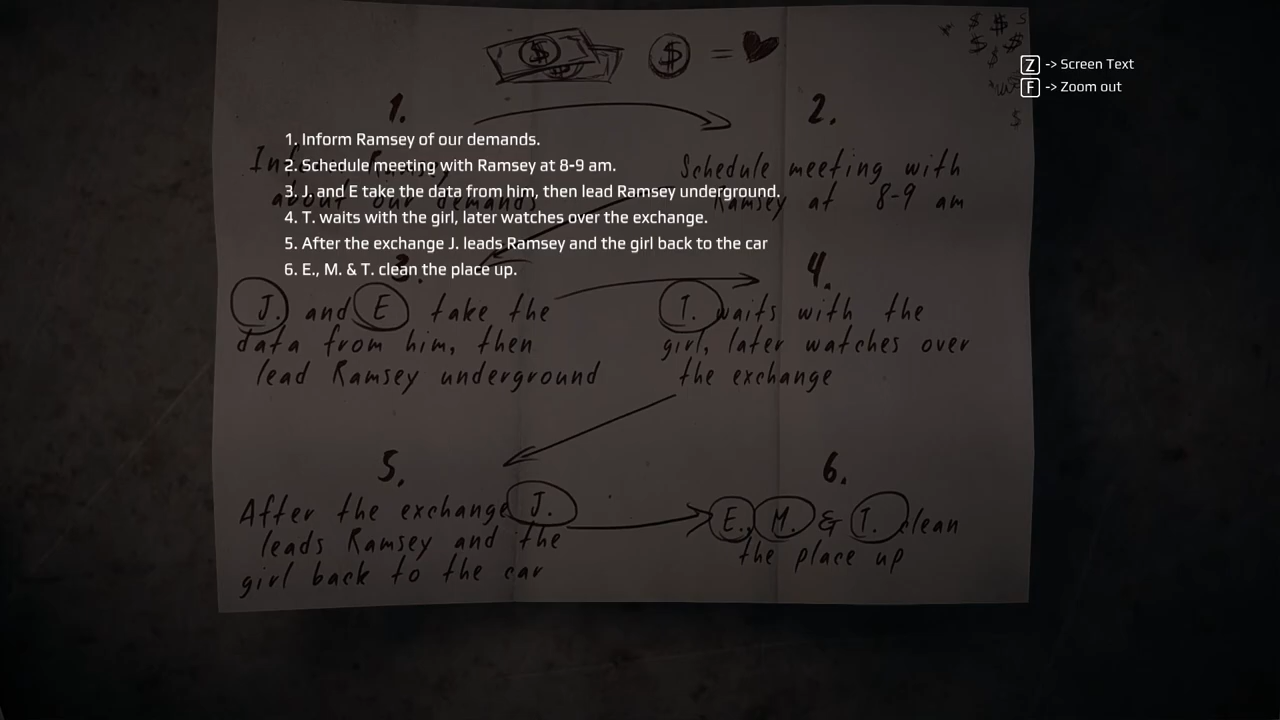 Z -> Screen Text
F -> Zoom out
1. Inform Ramsey of our demands.
2. Schedule meeting with Ramsey at 8-9 am.
3. J. and E take the data from him, then lead Ramsey underground.
4. T. waits with the girl, later watches over the exchange.
5. After the exchange J. leads Ramsey and the girl back to the car
6. E., M. & T. clean the place up.
$ $ = 
1.
about our demands
2.
Schedule meeting with
Ramsey at 8-9 am
3.
J. and E take the
data from him, then
lead Ramsey underground
4.
T. waits with the
girl, later watches over
the exchange
5.
After the exchange J.
leads Ramsey and the
girl back to the car
6.
E., M. & T. clean
the place up